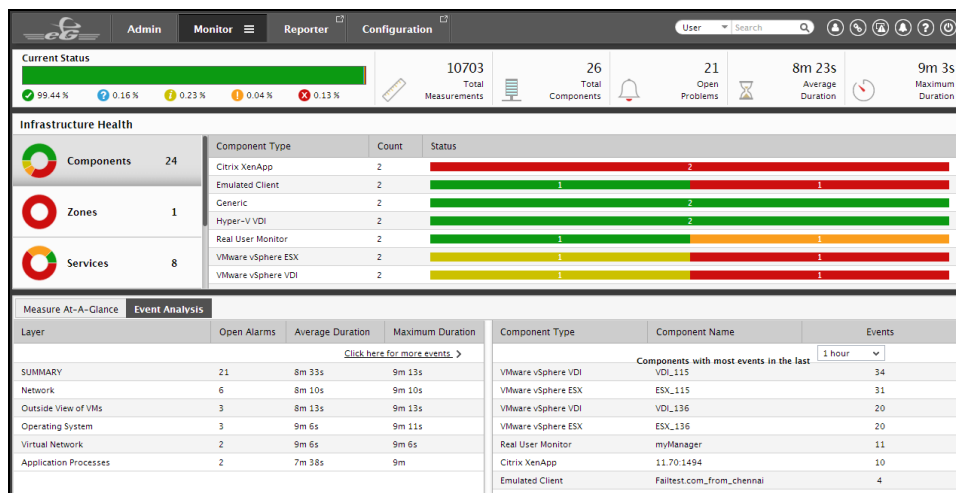 eG Admin Monitor Reporter Configuration User Search
Current Status
99.44 % 0.16 % 0.23 % 0.04 % 0.13 %
10703 Total Measurements
26 Total Components
21 Open Problems
8m 23s Average Duration
9m 3s Maximum Duration
Infrastructure Health
Components 24
Zones 1
Services 8
Component Type Count Status
Citrix XenApp 2 2
Emulated Client 2 1 1
Generic 2 2
Hyper-V VDI 2 2
Real User Monitor 2 1 1
VMware vSphere ESX 2 1 1
VMware vSphere VDI 2 1 1
Measure At-A-Glance Event Analysis
Layer Open Alarms Average Duration Maximum Duration
Click here for more events
SUMMARY 21 8m 33s 9m 13s
Network 6 8m 10s 9m 10s
Outside View of VMs 3 8m 13s 9m 13s
Operating System 3 9m 6s 9m 11s
Virtual Network 2 9m 6s 9m 6s
Application Processes 2 7m 38s 9m
Component Type Component Name Events
Components with most events in the last 1 hour
VMware vSphere VDI VDI_115 34
VMware vSphere ESX ESX_115 31
VMware vSphere VDI VDI_136 20
VMware vSphere ESX ESX_136 20
Real User Monitor myManager 11
Citrix XenApp 11.70:1494 10
Emulated Client Failtest.com_from_chennai 4